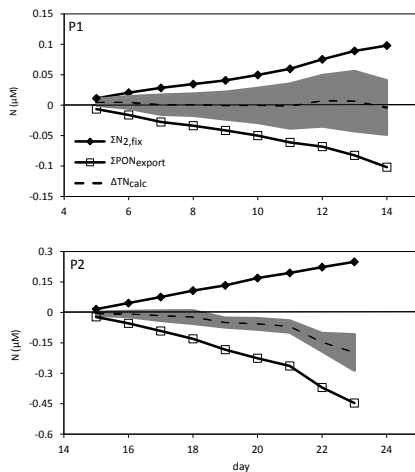 P1
0.15
0.1
0.05
0
-0.05
-0.1
-0.15
N (µM)
ΣN2,fix
ΣPONexport
ΔTNcalc
4 6 8 10 12 14
P2
0.3
0.15
0
-0.15
-0.3
-0.45
-0.6
N (µM)
14 16 18 20 22 24
day